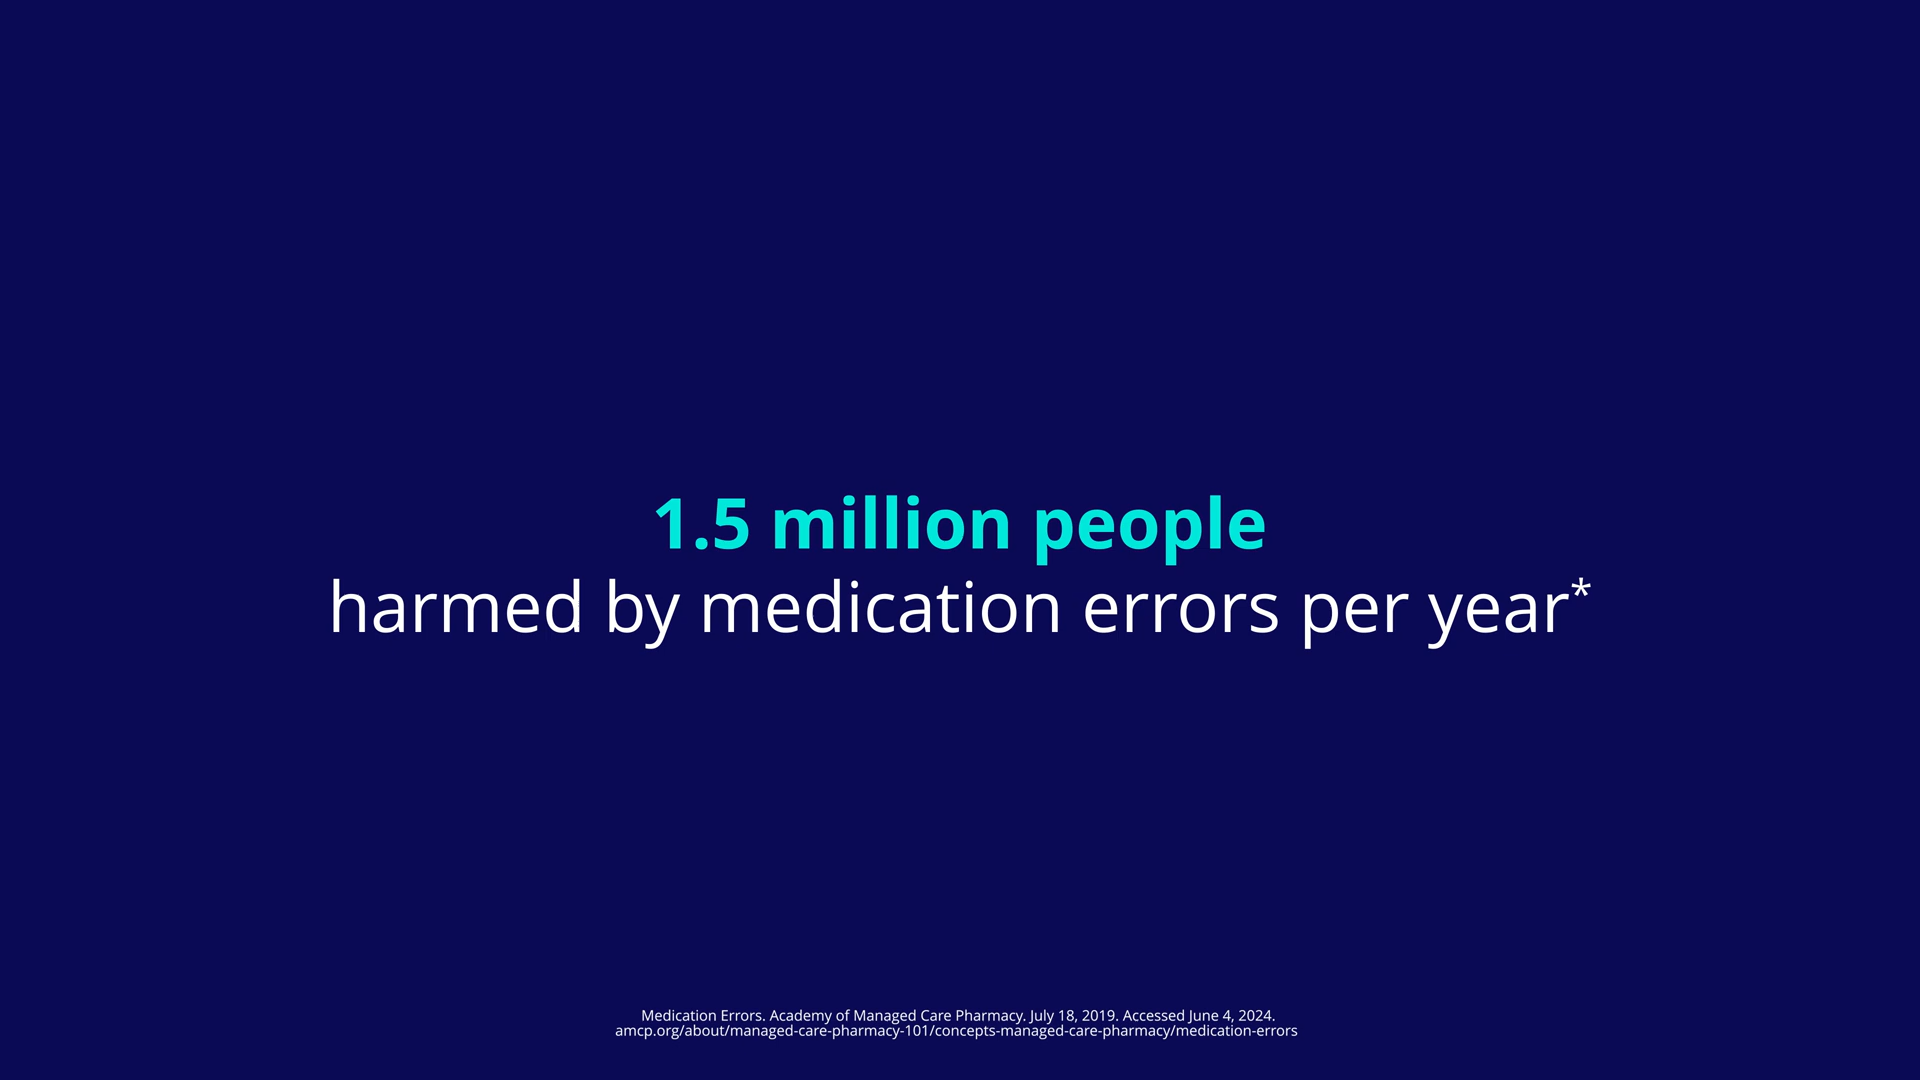 1.5 million people
harmed by medication errors per year*
Medication Errors. Academy of Managed Care Pharmacy. July 18, 2019. Accessed June 4, 2024.
amcp.org/about/managed-care-pharmacy-101/concepts-managed-care-pharmacy/medication-errors